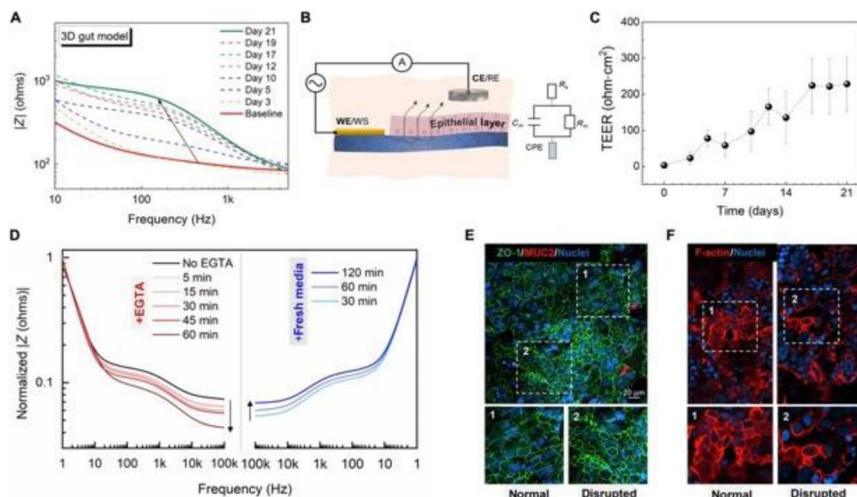 A
3D gut model
Day 21
Day 19
Day 17
Day 12
Day 10
Day 5
Day 3
Baseline
|Z| (ohms)
10³
10²
10 100 1k
Frequency (Hz)
B
A
CE/RE
WE/WS
Epithelial layer
CPE
C
TEER (ohm·cm²)
400
300
200
100
0
0 7 14 21
Time (days)
D
Normalized |Z (ohms)|
1
0.1
+EGTA
No EGTA
5 min
15 min
30 min
45 min
60 min
+Fresh media
120 min
60 min
30 min
1 10 100 1k 10k 100k
100k 10k 1k 100 10 1
Frequency (Hz)
E
ZO-1/MUC2/Nuclei
1
2
20 μm
1
2
Normal Disrupted
F
F-actin/Nuclei
1
2
1
2
Normal Disrupted